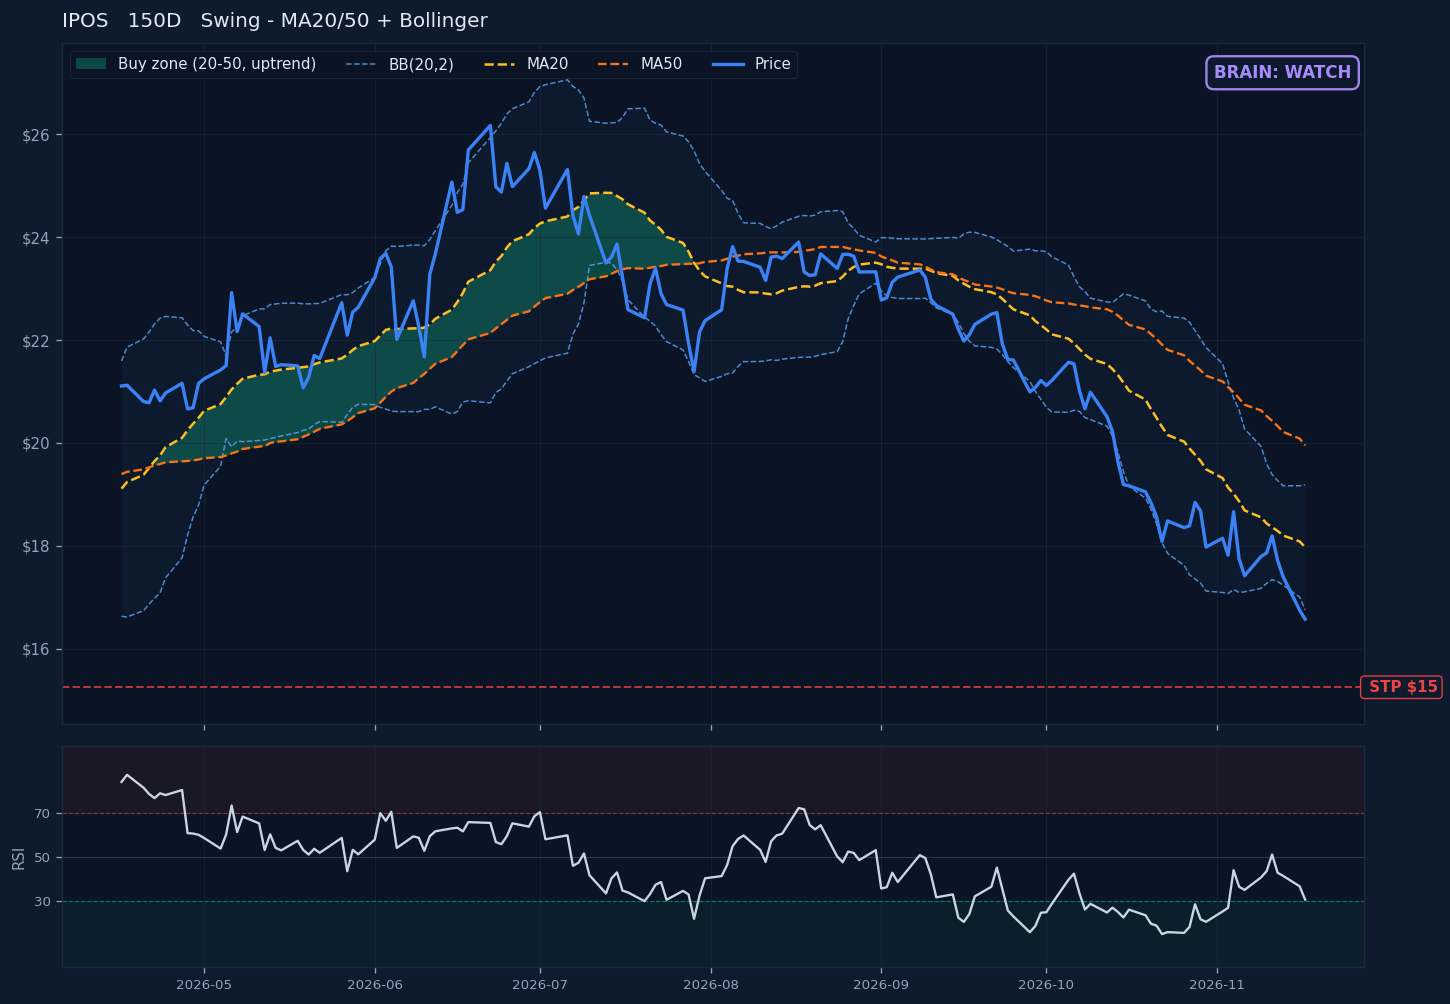 IPOS   150D   Swing - MA20/50 + Bollinger
Buy zone (20-50, uptrend)   BB(20,2)   MA20   MA50   Price
BRAIN: WATCH
$26
$24
$22
$20
$18
$16
STP $15
RSI
70
50
30
2026-05   2026-06   2026-07   2026-08   2026-09   2026-10   2026-11